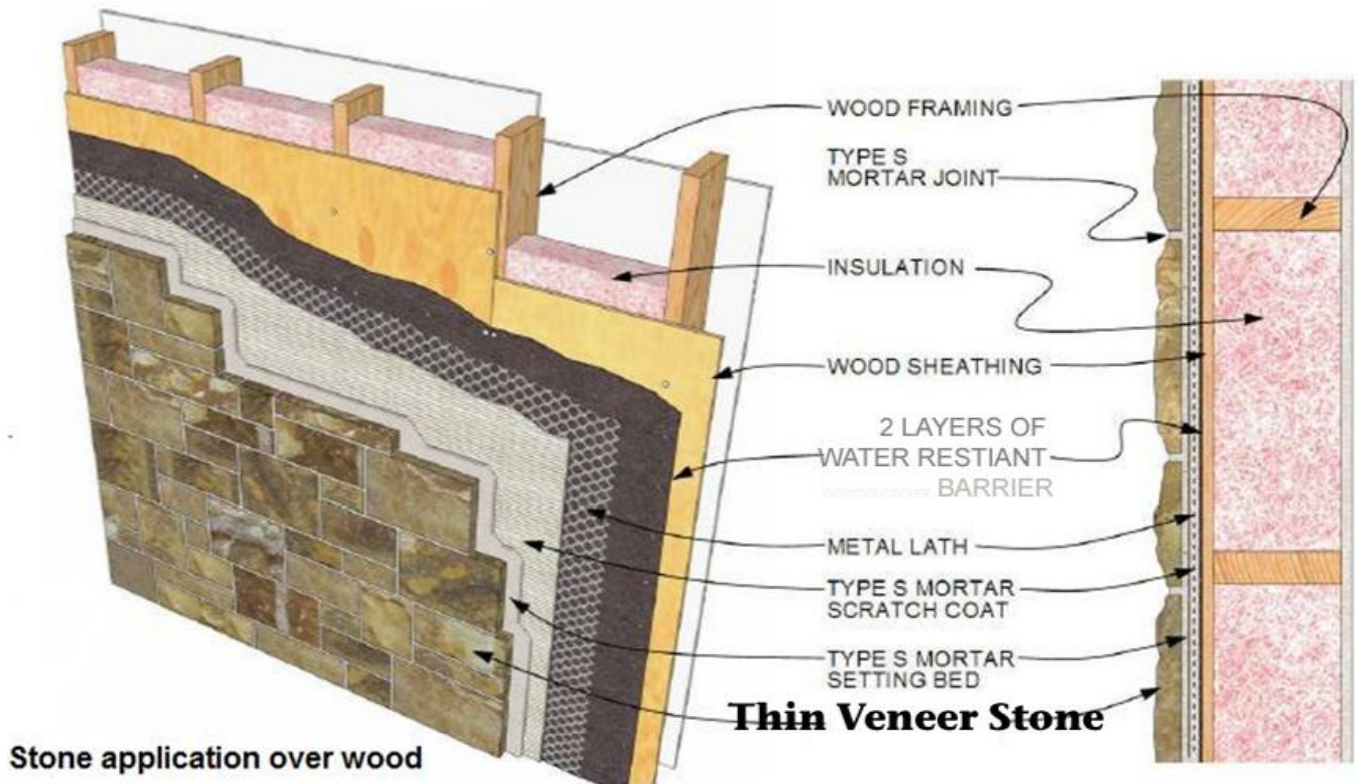 WOOD FRAMING
TYPE S
MORTAR JOINT
INSULATION
WOOD SHEATHING
2 LAYERS OF
WATER RESTIANT
BARRIER
METAL LATH
TYPE S MORTAR
SCRATCH COAT
TYPE S MORTAR
SETTING BED
Thin Veneer Stone
Stone application over wood